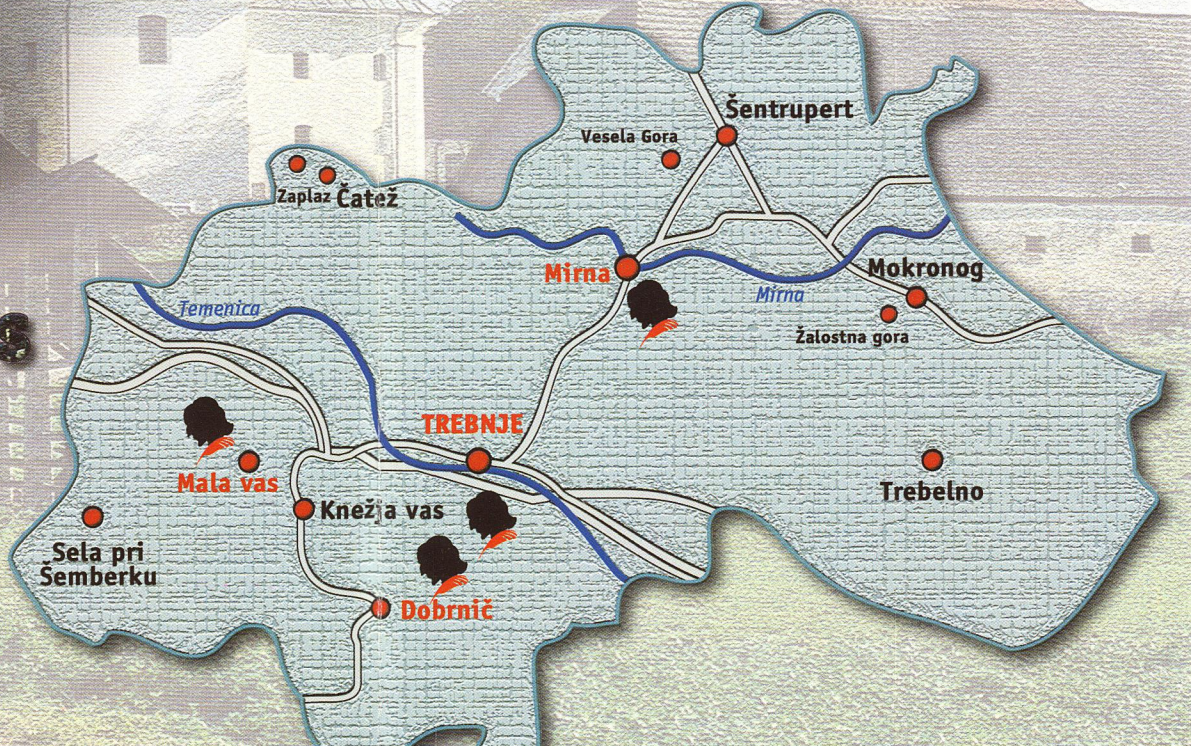 Šentrupert
Vesela Gora
Zaplaz
Čatež
Mirna
Mokronog
Temenica
Mirna
Žalostna gora
TREBNJE
Mala vas
Trebelno
Knežja vas
Sela pri
Šemberku
Dobrnič